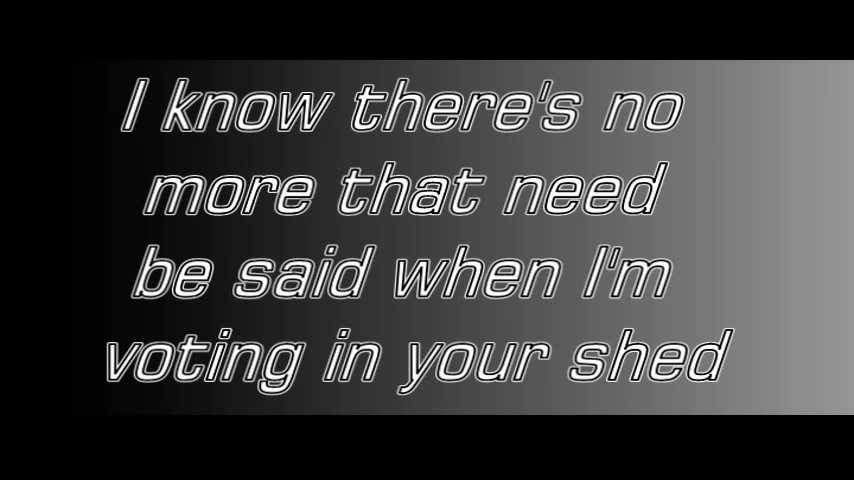 I know there's no
more that need
be said when I'm
voting in your shed